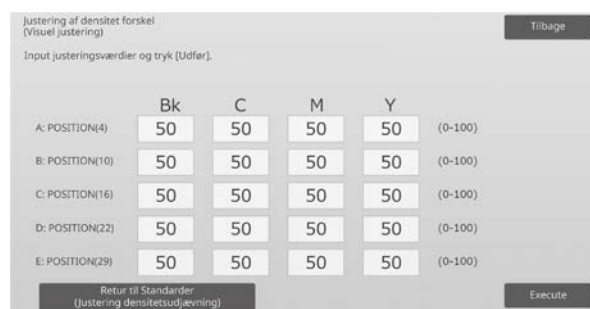 Justering af densitet forskel
(Visuel justering)
Tilbage
Input justeringsværdier og tryk [Udfør].
Bk C M Y
A: POSITION(4) 50 50 50 50 (0-100)
B: POSITION(10) 50 50 50 50 (0-100)
C: POSITION(16) 50 50 50 50 (0-100)
D: POSITION(22) 50 50 50 50 (0-100)
E: POSITION(29) 50 50 50 50 (0-100)
Retur til Standarder
(Justering densitetsudjævning)
Execute